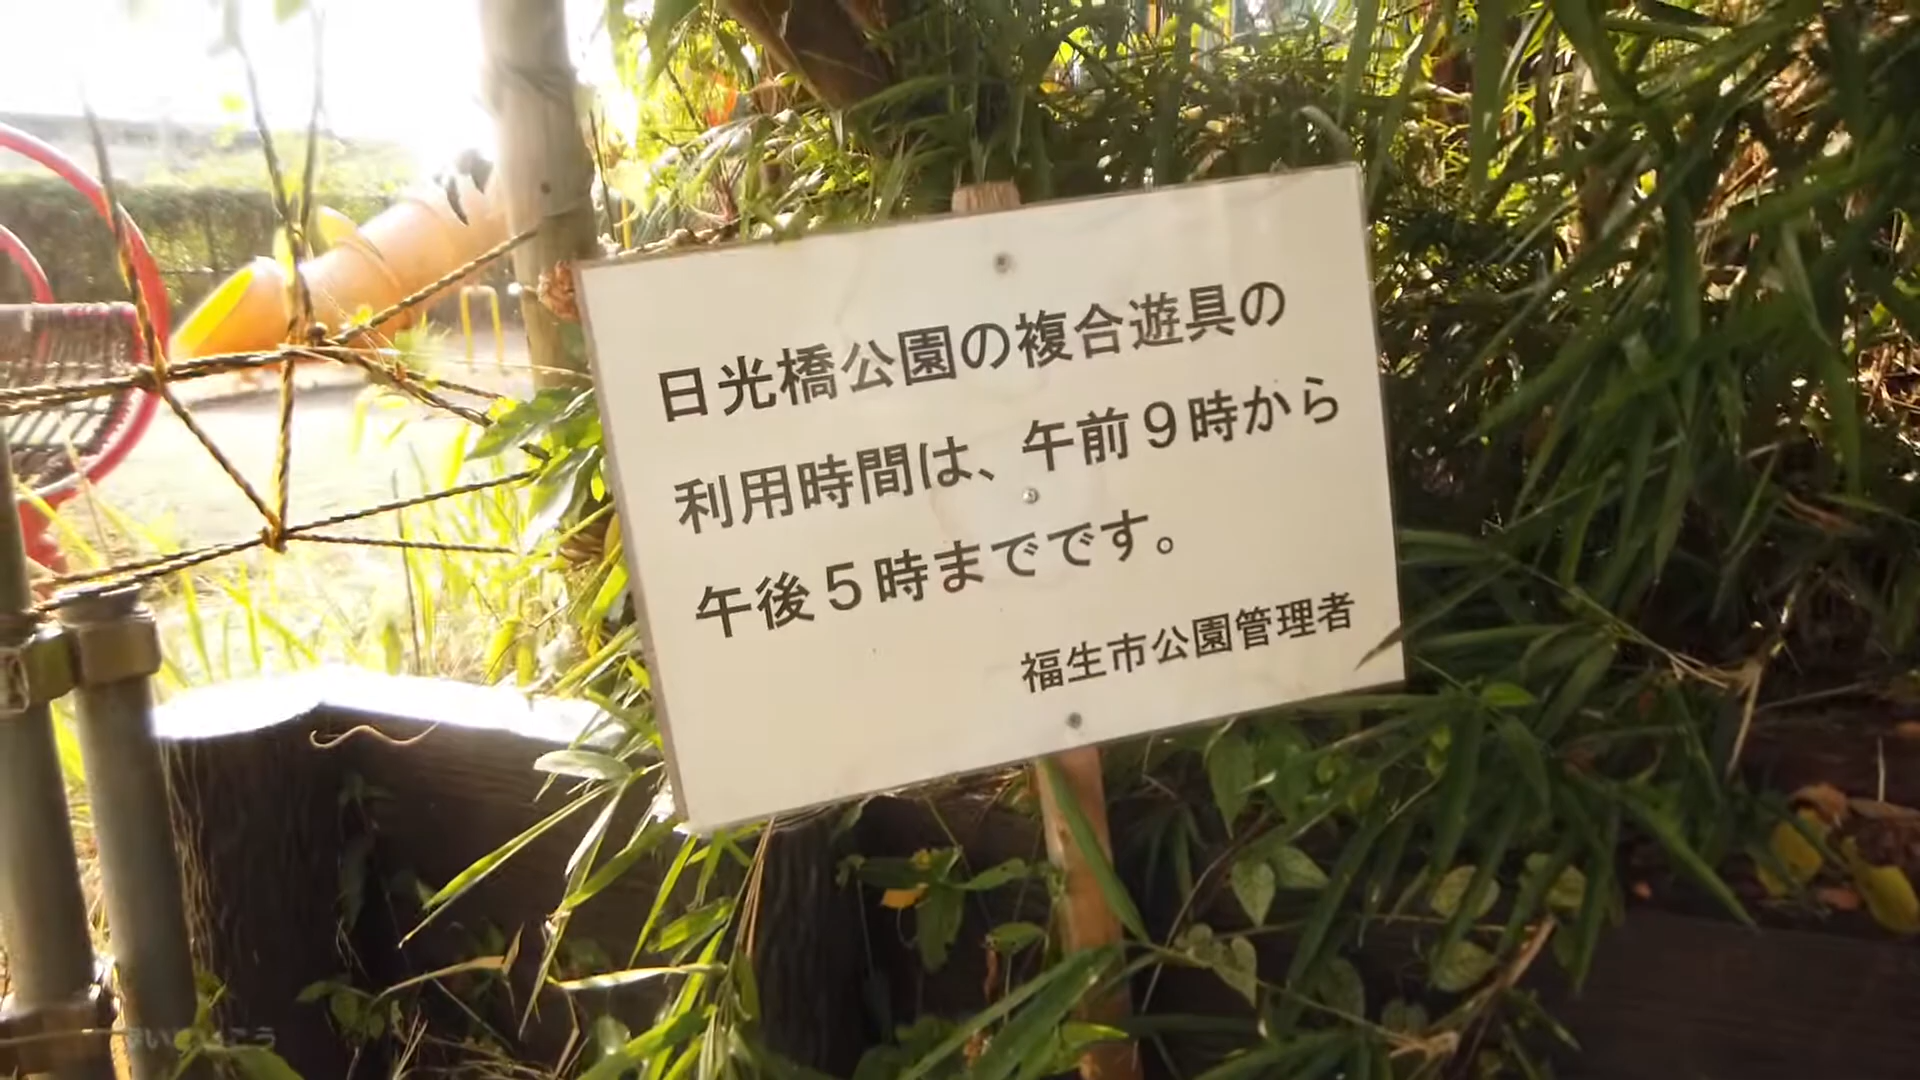 日光橋公園の複合遊具の
利用時間は、午前9時から
午後5時までです。
福生市公園管理者